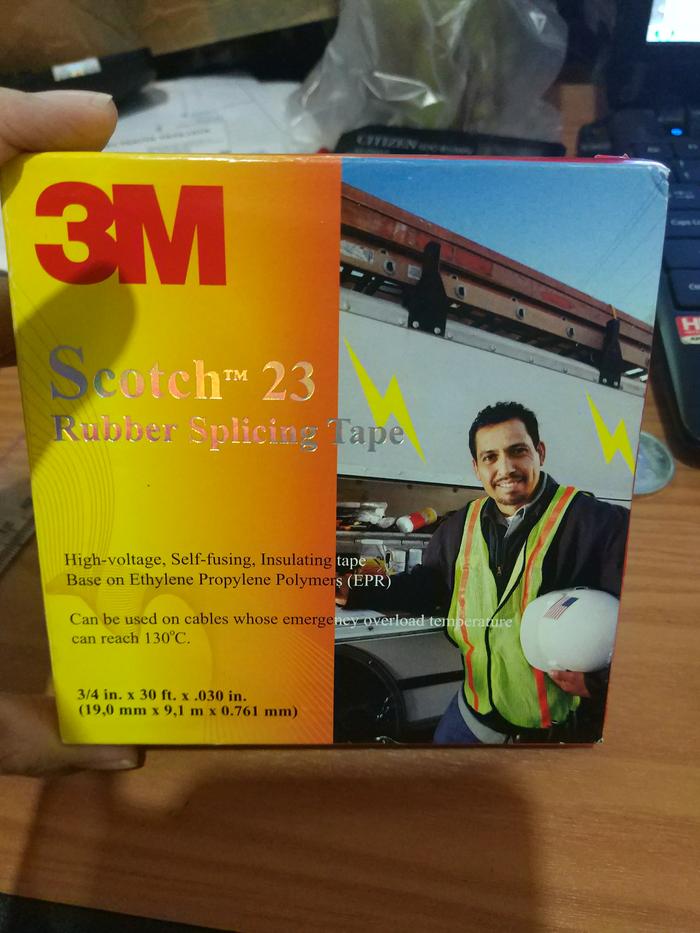 CITIZEN
3M
Scotch™ 23
Rubber Splicing Tape
High-voltage, Self-fusing, Insulating tape
Base on Ethylene Propylene Polymers (EPR)
Can be used on cables whose emergency overload temperature
can reach 130°C.
3/4 in. x 30 ft. x .030 in.
(19,0 mm x 9,1 m x 0.761 mm)